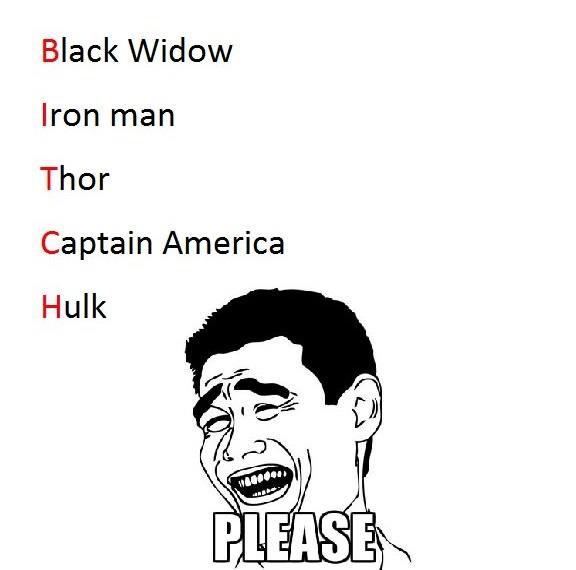 Black Widow
Iron man
Thor
Captain America
Hulk
PLEASE